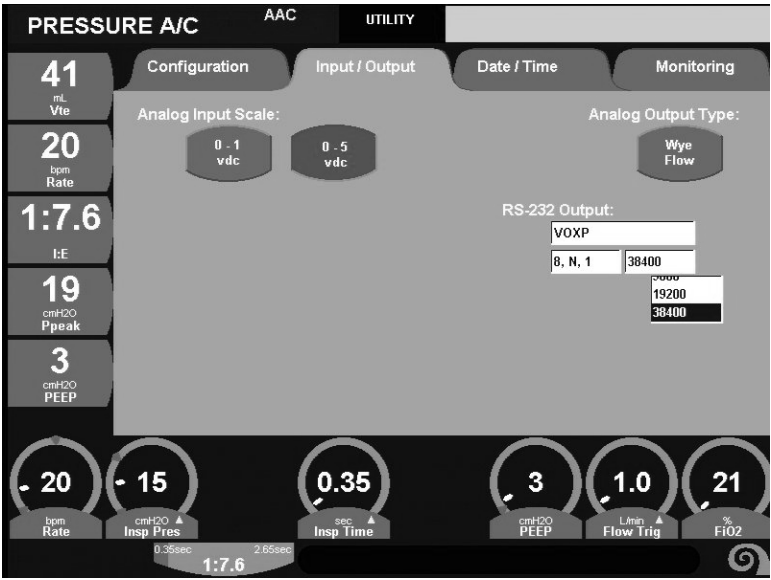 PRESSURE A/C
AAC
UTILITY
Configuration
Input / Output
Date / Time
Monitoring
41
mL
Vte
20
bpm
Rate
1:7.6
I:E
19
cmH2O
Ppeak
3
cmH2O
PEEP
Analog Input Scale:
0 - 1
vdc
0 - 5
vdc
Analog Output Type:
Wye
Flow
RS-232 Output:
VOXP
8, N, 1
38400
19200
38400
20
bpm
Rate
15
cmH2O
Insp Pres
0.35
sec
Insp Time
3
cmH2O
PEEP
1.0
L/min
Flow Trig
21
%
FiO2
0.35sec
2.65sec
1:7.6